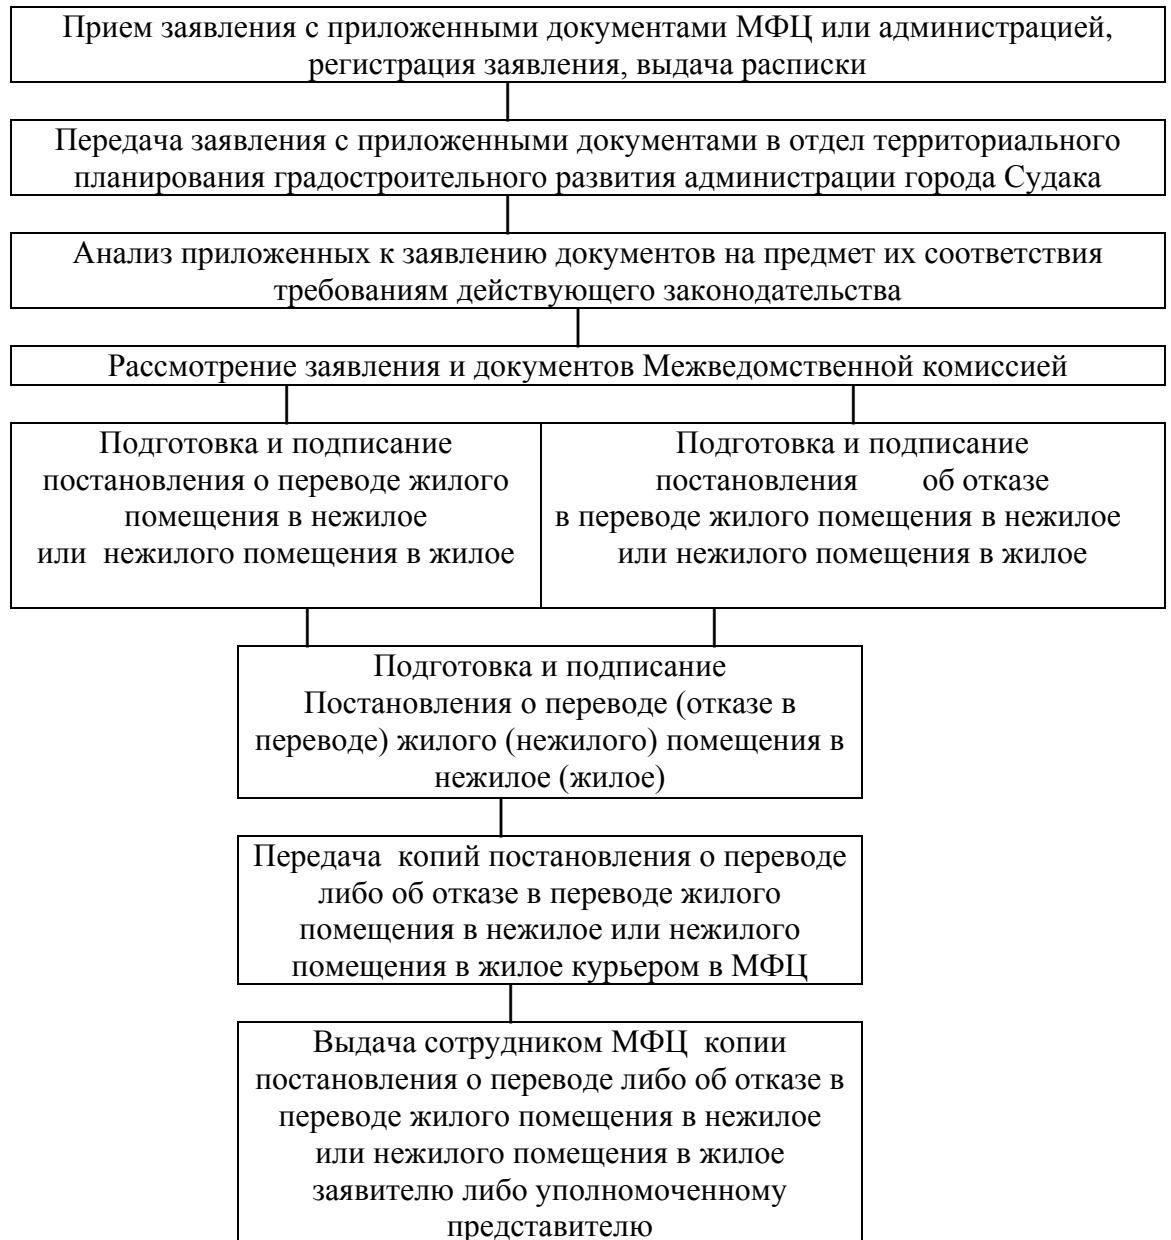 Прием заявления с приложенными документами МФЦ или администрацией,
регистрация заявления, выдача расписки
Передача заявления с приложенными документами в отдел территориального
планирования градостроительного развития администрации города Судака
Анализ приложенных к заявлению документов на предмет их соответствия
требованиям действующего законодательства
Рассмотрение заявления и документов Межведомственной комиссией
Подготовка и подписание
постановления о переводе жилого
помещения в нежилое
или нежилого помещения в жилое
Подготовка и подписание
постановления об отказе
в переводе жилого помещения в нежилое
или нежилого помещения в жилое
Подготовка и подписание
Постановления о переводе (отказе в
переводе) жилого (нежилого) помещения в
нежилое (жилое)
Передача копий постановления о переводе
либо об отказе в переводе жилого
помещения в нежилое или нежилого
помещения в жилое курьером в МФЦ
Выдача сотрудником МФЦ копии
постановления о переводе либо об отказе в
переводе жилого помещения в нежилое
или нежилого помещения в жилое
заявителю либо уполномоченному
представителю